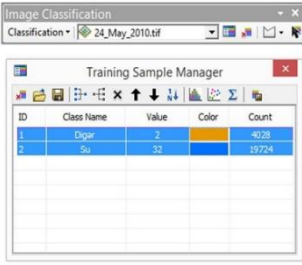 Image Classification
Classification 24_May_2010.tif
Training Sample Manager
ID Class Name Value Color Count
1 Diğer 2 4028
2 Su 32 19724